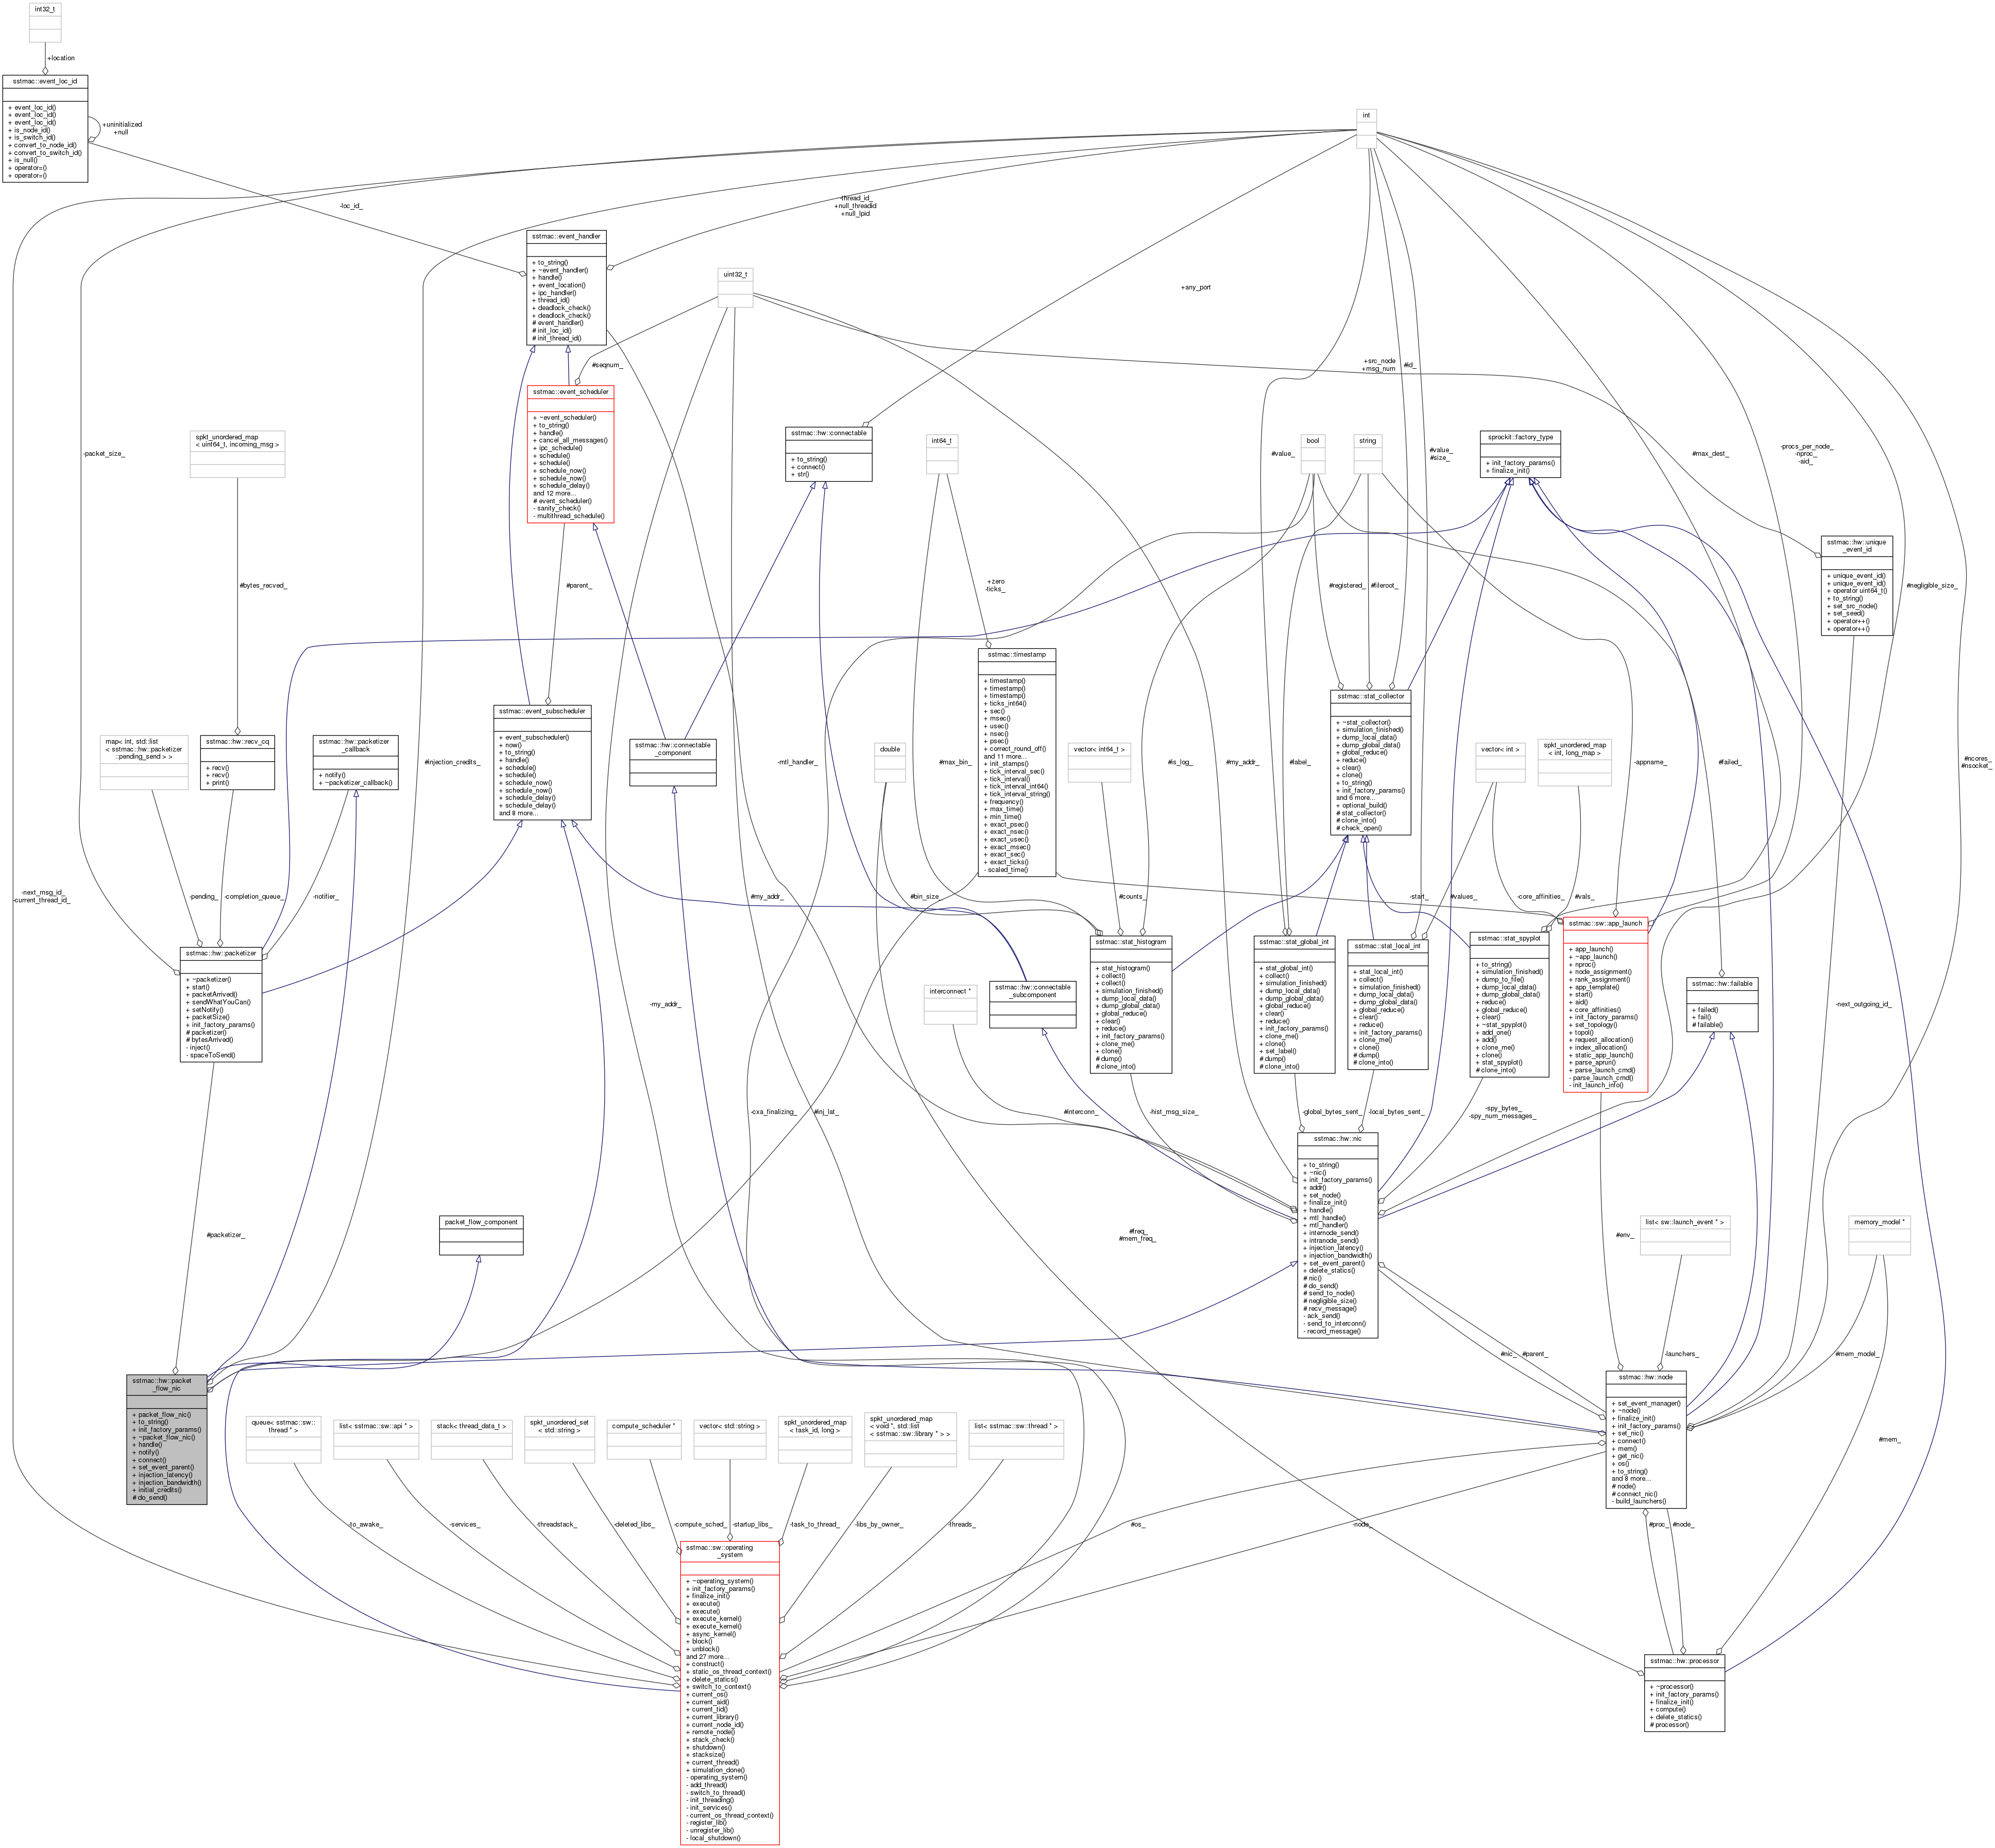 int32_t
+location
sstmac::event_loc_id
+ event_loc_id()
+ event_loc_id()
+ event_loc_id()
+ is_node_id()
+ is_switch_id()
+ convert_to_node_id()
+ convert_to_switch_id()
+ is_null()
+ operator=()
+ operator=()
+uninitialized
+null
int
-loc_id_
-thread_id_
+null_threadid
+null_lpid
sstmac::event_handler
+ to_string()
+ ~event_handler()
+ handle()
+ event_location()
+ ipc_handler()
+ thread_id()
+ deadlock_check()
+ deadlock_check()
# event_handler()
# init_loc_id()
# init_thread_id()
uint32_t
+any_port
#seqnum_
+src_node
+msg_num
#id_
sstmac::event_scheduler
+ ~event_scheduler()
+ to_string()
+ handle()
+ cancel_all_messages()
+ ipc_schedule()
+ schedule()
+ schedule()
+ schedule_now()
+ schedule_now()
+ schedule_delay()
and 12 more...
# event_scheduler()
- sanity_check()
- multithread_schedule()
spkt_unordered_map
< uint64_t, incoming_msg >
-packet_size_
sstmac::hw::connectable
+ to_string()
+ connect()
+ str()
int64_t
#value_
bool
string
#value_
#size_
sprockit::factory_type
+ init_factory_params()
+ finalize_init()
#max_dest_
-procs_per_node_
-nproc_
-aid_
sstmac::hw::unique
_event_id
+ unique_event_id()
+ unique_event_id()
+ operator uint64_t()
+ to_string()
+ set_src_node()
+ set_seed()
+ operator++()
+ operator++()
#negligible_size_
#bytes_recved_
#parent_
+zero
-ticks_
#registered_
#fileroot_
sstmac::timestamp
+ timestamp()
+ timestamp()
+ timestamp()
+ ticks_int64()
+ sec()
+ msec()
+ usec()
+ nsec()
+ psec()
+ correct_round_off()
and 11 more...
+ init_stamps()
+ tick_interval_sec()
+ tick_interval()
+ tick_interval_int64()
+ tick_interval_string()
+ frequency()
+ max_time()
+ min_time()
+ exact_psec()
+ exact_nsec()
+ exact_usec()
+ exact_msec()
+ exact_sec()
+ exact_ticks()
- scaled_time()
sstmac::stat_collector
+ ~stat_collector()
+ simulation_finished()
+ dump_local_data()
+ dump_global_data()
+ global_reduce()
+ reduce()
+ clear()
+ clone()
+ to_string()
+ init_factory_params()
and 6 more...
+ optional_build()
# stat_collector()
# clone_into()
# check_open()
map< int, std::list
< sstmac::hw::packetizer
::pending_send > >
sstmac::hw::recv_cq
+ recv()
+ recv()
+ print()
sstmac::hw::packetizer
_callback
+ notify()
+ ~packetizer_callback()
#injection_credits_
sstmac::event_subscheduler
+ event_subscheduler()
+ now()
+ to_string()
+ handle()
+ schedule()
+ schedule()
+ schedule_now()
+ schedule_now()
+ schedule_delay()
+ schedule_delay()
and 8 more...
sstmac::hw::connectable
_component
-mtl_handler_
double
#max_bin_
vector< int64_t >
#is_log_
#my_addr_
#label_
vector< int >
spkt_unordered_map
< int, long_map >
-appname_
#failed_
#ncores_
#nsocket_
-next_msg_id_
-current_thread_id_
-pending_
-completion_queue_
-notifier_
#my_addr_
#bin_size_
#counts_
-start_
#values_
-core_affinities_
#vals_
sstmac::hw::packetizer
+ ~packetizer()
+ start()
+ packetArrived()
+ sendWhatYouCan()
+ setNotify()
+ packetSize()
+ init_factory_params()
# packetizer()
# bytesArrived()
- inject()
- spaceToSend()
-my_addr_
interconnect *
sstmac::hw::connectable
_subcomponent
sstmac::stat_histogram
+ stat_histogram()
+ collect()
+ collect()
+ simulation_finished()
+ dump_local_data()
+ dump_global_data()
+ global_reduce()
+ clear()
+ reduce()
+ init_factory_params()
+ clone_me()
+ clone()
# dump()
# clone_into()
sstmac::stat_global_int
+ stat_global_int()
+ collect()
+ simulation_finished()
+ dump_local_data()
+ dump_global_data()
+ global_reduce()
+ clear()
+ reduce()
+ init_factory_params()
+ clone_me()
+ clone()
+ set_label()
# dump()
# clone_into()
sstmac::stat_local_int
+ stat_local_int()
+ collect()
+ simulation_finished()
+ dump_local_data()
+ dump_global_data()
+ global_reduce()
+ clear()
+ reduce()
+ init_factory_params()
+ clone_me()
+ clone()
# dump()
# clone_into()
sstmac::stat_spyplot
+ to_string()
+ simulation_finished()
+ dump_to_file()
+ dump_local_data()
+ dump_global_data()
+ reduce()
+ global_reduce()
+ clear()
+ ~stat_spyplot()
+ add_one()
+ add()
+ clone_me()
+ clone()
+ stat_spyplot()
# clone_into()
sstmac::sw::app_launch
+ app_launch()
+ ~app_launch()
+ nproc()
+ node_assignment()
+ rank_assignment()
+ app_template()
+ start()
+ aid()
+ core_affinities()
+ init_factory_params()
+ set_topology()
+ topol()
+ request_allocation()
+ index_allocation()
+ static_app_launch()
+ parse_aprun()
+ parse_launch_cmd()
- parse_launch_cmd()
- init_launch_info()
sstmac::hw::failable
+ failed()
+ fail()
# failable()
-next_outgoing_id_
-cxa_finalizing_
#inj_lat_
#interconn_
-hist_msg_size_
-global_bytes_sent_
-local_bytes_sent_
-spy_bytes_
-spy_num_messages_
sstmac::hw::nic
+ to_string()
+ ~nic()
+ init_factory_params()
+ addr()
+ set_node()
+ finalize_init()
+ handle()
+ mtl_handle()
+ mtl_handler()
+ internode_send()
+ intranode_send()
+ injection_latency()
+ injection_bandwidth()
+ set_event_parent()
+ delete_statics()
# nic()
# do_send()
# send_to_node()
# negligible_size()
# recv_message()
- ack_send()
- send_to_interconn()
- record_message()
#packetizer_
packet_flow_component
#freq_
#mem_freq_
#env_
list< sw::launch_event * >
memory_model *
#nic_
#parent_
-launchers_
#mem_model_
sstmac::hw::packet
_flow_nic
+ packet_flow_nic()
+ to_string()
+ init_factory_params()
+ ~packet_flow_nic()
+ handle()
+ notify()
+ connect()
+ set_event_parent()
+ injection_latency()
+ injection_bandwidth()
+ initial_credits()
# do_send()
sstmac::hw::node
+ set_event_manager()
+ ~node()
+ finalize_init()
+ init_factory_params()
+ set_nic()
+ connect()
+ mem()
+ get_nic()
+ os()
+ to_string()
and 8 more...
# node()
# connect_nic()
- build_launchers()
queue< sstmac::sw::
thread * >
list< sstmac::sw::api * >
stack< thread_data_t >
spkt_unordered_set
< std::string >
compute_scheduler *
vector< std::string >
spkt_unordered_map
< task_id, long >
spkt_unordered_map
< void *, std::list
< sstmac::sw::library * > >
list< sstmac::sw::thread * >
#mem_
-to_awake_
-services_
-threadstack_
-deleted_libs_
-compute_sched_
-startup_libs_
-task_to_thread_
-libs_by_owner_
-threads_
#os_
-node_
#proc_
#node_
sstmac::sw::operating
_system
+ ~operating_system()
+ init_factory_params()
+ finalize_init()
+ execute()
+ execute()
+ execute_kernel()
+ execute_kernel()
+ async_kernel()
+ block()
+ unblock()
and 27 more...
+ construct()
+ static_os_thread_context()
+ delete_statics()
+ switch_to_context()
+ current_os()
+ current_aid()
+ current_tid()
+ current_library()
+ current_node_id()
+ remote_node()
+ stack_check()
+ shutdown()
+ stacksize()
+ current_thread()
+ simulation_done()
- operating_system()
- add_thread()
- switch_to_thread()
- init_threading()
- init_services()
- current_os_thread_context()
- register_lib()
- unregister_lib()
- local_shutdown()
sstmac::hw::processor
+ ~processor()
+ init_factory_params()
+ finalize_init()
+ compute()
+ delete_statics()
# processor()